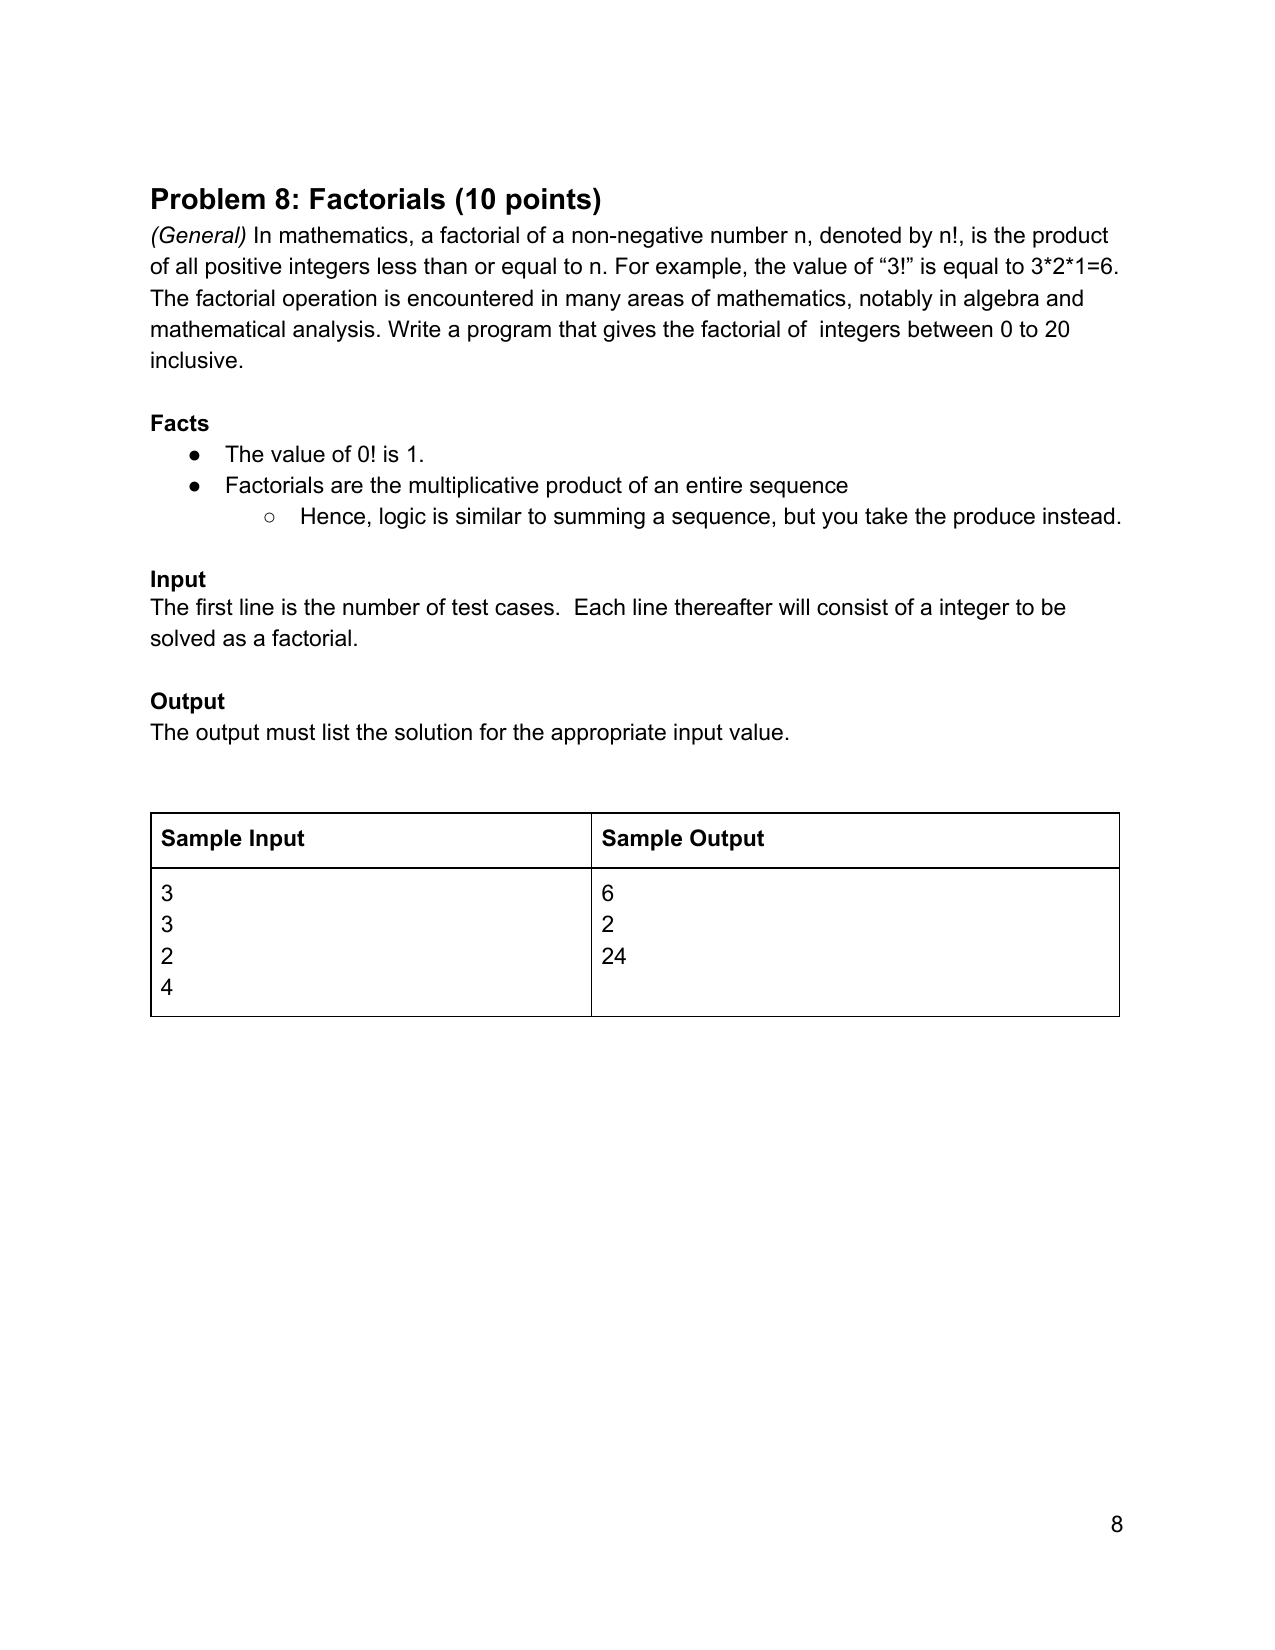 Problem 8: Factorials (10 points)
(General) In mathematics, a factorial of a non-negative number n, denoted by n!, is the product
of all positive integers less than or equal to n. For example, the value of “3!” is equal to 3*2*1=6.
The factorial operation is encountered in many areas of mathematics, notably in algebra and
mathematical analysis. Write a program that gives the factorial of  integers between 0 to 20
inclusive.
Facts
● The value of 0! is 1.
● Factorials are the multiplicative product of an entire sequence
○ Hence, logic is similar to summing a sequence, but you take the produce instead.
Input
The first line is the number of test cases.  Each line thereafter will consist of a integer to be
solved as a factorial.
Output
The output must list the solution for the appropriate input value.
Sample Input Sample Output
3 6
3 2
2 24
4
8